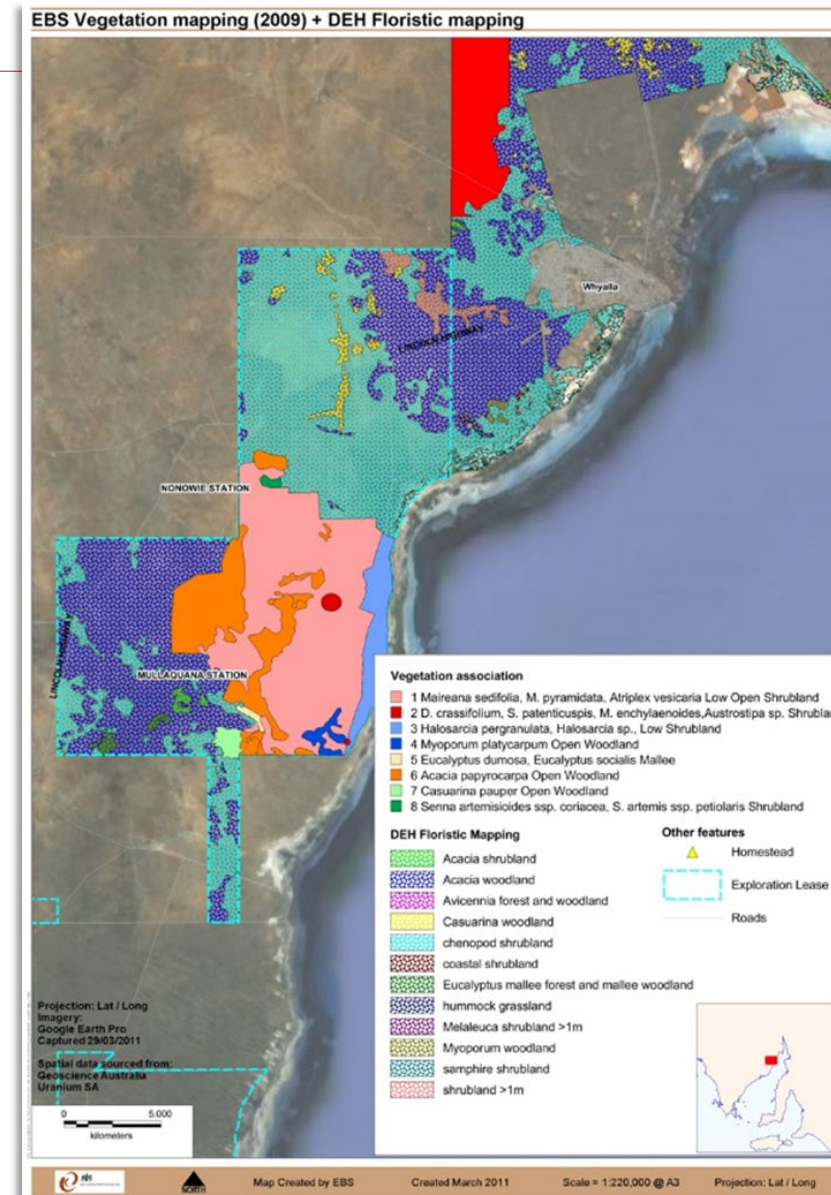 EBS Vegetation mapping (2009) + DEH Floristic mapping
Whyalla
LINCOLN HIGHWAY
NONOWIE STATION
LINCOLN HIGHWAY
MULLAQUANA STATION
Vegetation association
1 Maireana sedifolia, M. pyramidata, Atriplex vesicaria Low Open Shrubland
2 D. crassifolium, S. patenticuspis, M. enchylaenoides,Austrostipa sp. Shrublan
3 Halosarcia pergranulata, Halosarcia sp., Low Shrubland
4 Myoporum platycarpum Open Woodland
5 Eucalyptus dumosa, Eucalyptus socialis Mallee
6 Acacia papyrocarpa Open Woodland
7 Casuarina pauper Open Woodland
8 Senna artemisioides ssp. coriacea, S. artemis ssp. petiolaris Shrubland
DEH Floristic Mapping
Acacia shrubland
Acacia woodland
Avicennia forest and woodland
Casuarina woodland
chenopod shrubland
coastal shrubland
Eucalyptus mallee forest and mallee woodland
hummock grassland
Melaleuca shrubland >1m
Myoporum woodland
samphire shrubland
shrubland >1m
Other features
Homestead
Exploration Lease
Roads
Projection: Lat / Long
Imagery:
Google Earth Pro
Captured 29/03/2011
Spatial data sourced from:
Geoscience Australia
Uranium SA
0 5,000
kilometers
NORTH
Map Created by EBS
Created March 2011
Scale = 1:220,000 @ A3
Projection: Lat / Long